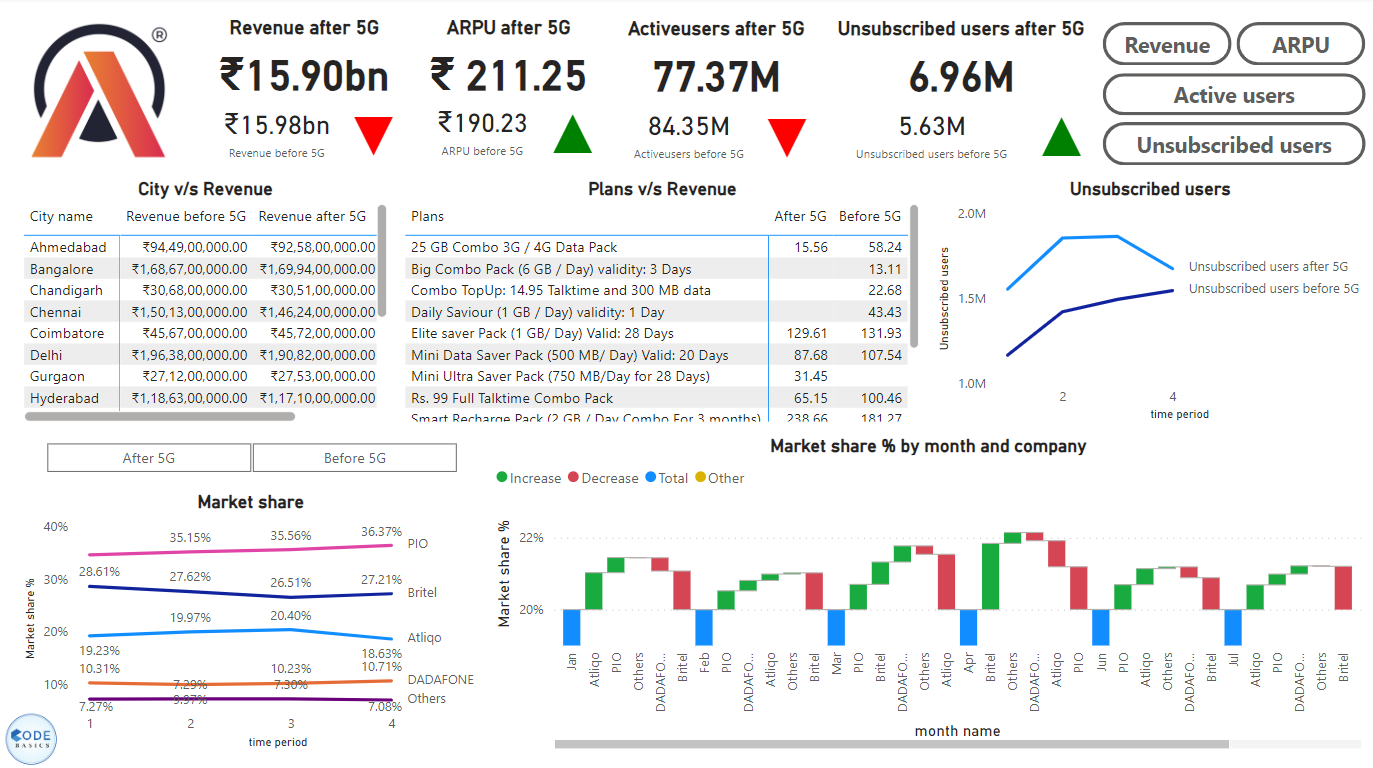 ®
Revenue after 5G
₹15.90bn
₹15.98bn
Revenue before 5G
ARPU after 5G
₹ 211.25
₹190.23
ARPU before 5G
Activeusers after 5G
77.37M
84.35M
Activeusers before 5G
Unsubscribed users after 5G
6.96M
5.63M
Unsubscribed users before 5G
Revenue
ARPU
Active users
Unsubscribed users
City v/s Revenue
City name Revenue before 5G Revenue after 5G
Ahmedabad ₹94,49,00,000.00 ₹92,58,00,000.00
Bangalore ₹1,68,67,00,000.00 ₹1,69,94,00,000.00
Chandigarh ₹30,68,00,000.00 ₹30,51,00,000.00
Chennai ₹1,50,13,00,000.00 ₹1,46,24,00,000.00
Coimbatore ₹45,67,00,000.00 ₹45,72,00,000.00
Delhi ₹1,96,38,00,000.00 ₹1,90,82,00,000.00
Gurgaon ₹27,12,00,000.00 ₹27,53,00,000.00
Hyderabad ₹1,18,63,00,000.00 ₹1,17,10,00,000.00
Plans v/s Revenue
Plans After 5G Before 5G
25 GB Combo 3G / 4G Data Pack 15.56 58.24
Big Combo Pack (6 GB / Day) validity: 3 Days 13.11
Combo TopUp: 14.95 Talktime and 300 MB data 22.68
Daily Saviour (1 GB / Day) validity: 1 Day 43.43
Elite saver Pack (1 GB/ Day) Valid: 28 Days 129.61 131.93
Mini Data Saver Pack (500 MB/ Day) Valid: 20 Days 87.68 107.54
Mini Ultra Saver Pack (750 MB/Day for 28 Days) 31.45
Rs. 99 Full Talktime Combo Pack 65.15 100.46
Smart Recharge Pack (2 GB / Day Combo For 3 months) 238.66 181.27
Unsubscribed users
2.0M
1.5M
1.0M
Unsubscribed users
Unsubscribed users after 5G
Unsubscribed users before 5G
2 4
time period
After 5G
Before 5G
Market share
Market share %
40%
30%
20%
10%
35.15% 35.56% 36.37%
PIO
28.61% 27.62% 26.51% 27.21%
Britel
19.23% 19.97% 20.40% 18.63%
Atliqo
10.31% 9.97% 10.23% 10.71%
DADAFONE
7.27% 7.29% 7.30% 7.08%
Others
1 2 3 4
time period
CODE
BASICS
Market share % by month and company
Increase Decrease Total Other
Market share %
22%
20%
Jan Atliqo PIO Others DADAFO... Britel Feb PIO DADAFO... Atliqo Others Britel Mar PIO Britel DADAFO... Others Atliqo Apr Britel Others DADAFO... Atliqo PIO Jun PIO Atliqo Others DADAFO... Britel Jul Atliqo PIO DADAFO... Others Britel
month name